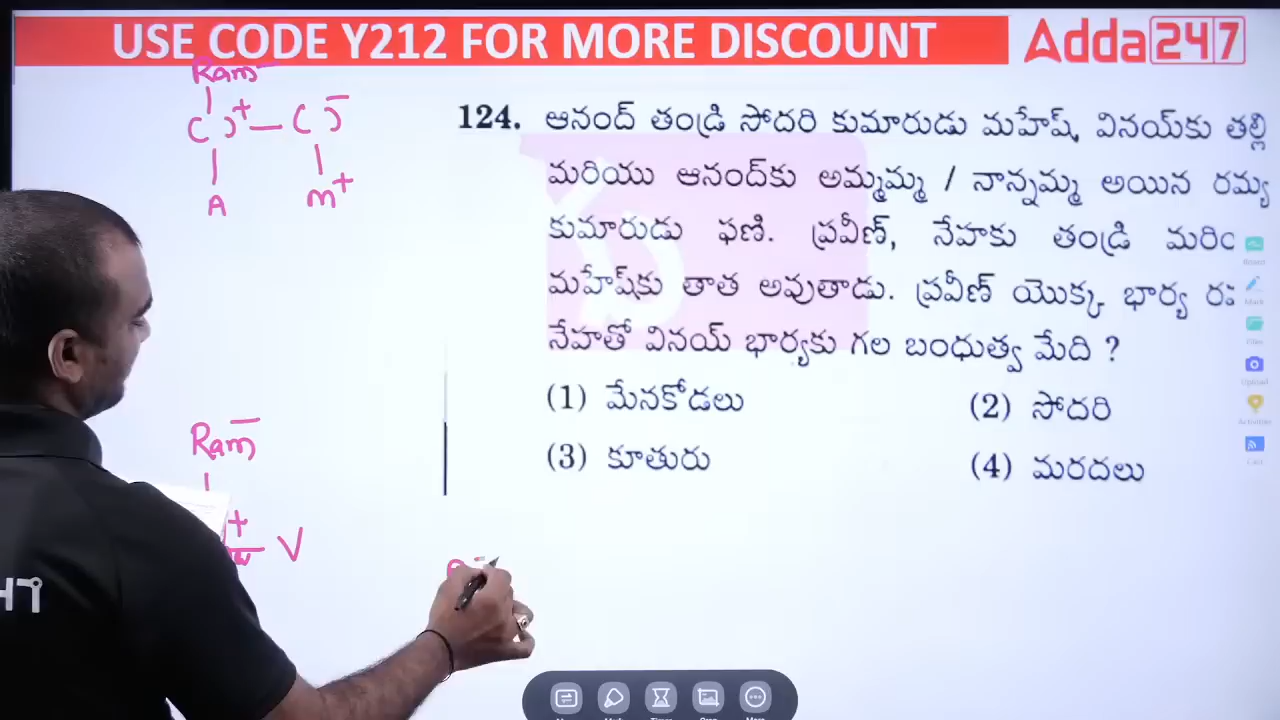 USE CODE Y212 FOR MORE DISCOUNT
Adda247
Ram
A
m
124. ఆనంద్ తండ్రి సోదరి కుమారుడు మహేష్, వినయ్‌కు తల్లి
మరియు ఆనంద్‌కు అమ్మమ్మ / నాన్నమ్మ అయిన రమ్య
కుమారుడు ఫణి. ప్రవీణ్, నేహకు తండ్రి
మహేష్‌కు తాత అవుతాడు. ప్రవీణ్ యొక్క భార్య
నేహతో వినయ్ భార్యకు గల బంధుత్వ మేది ?
(1) మేనకోడలు
(2) సోదరి
(3) కూతురు
(4) మరదలు
Ram
V